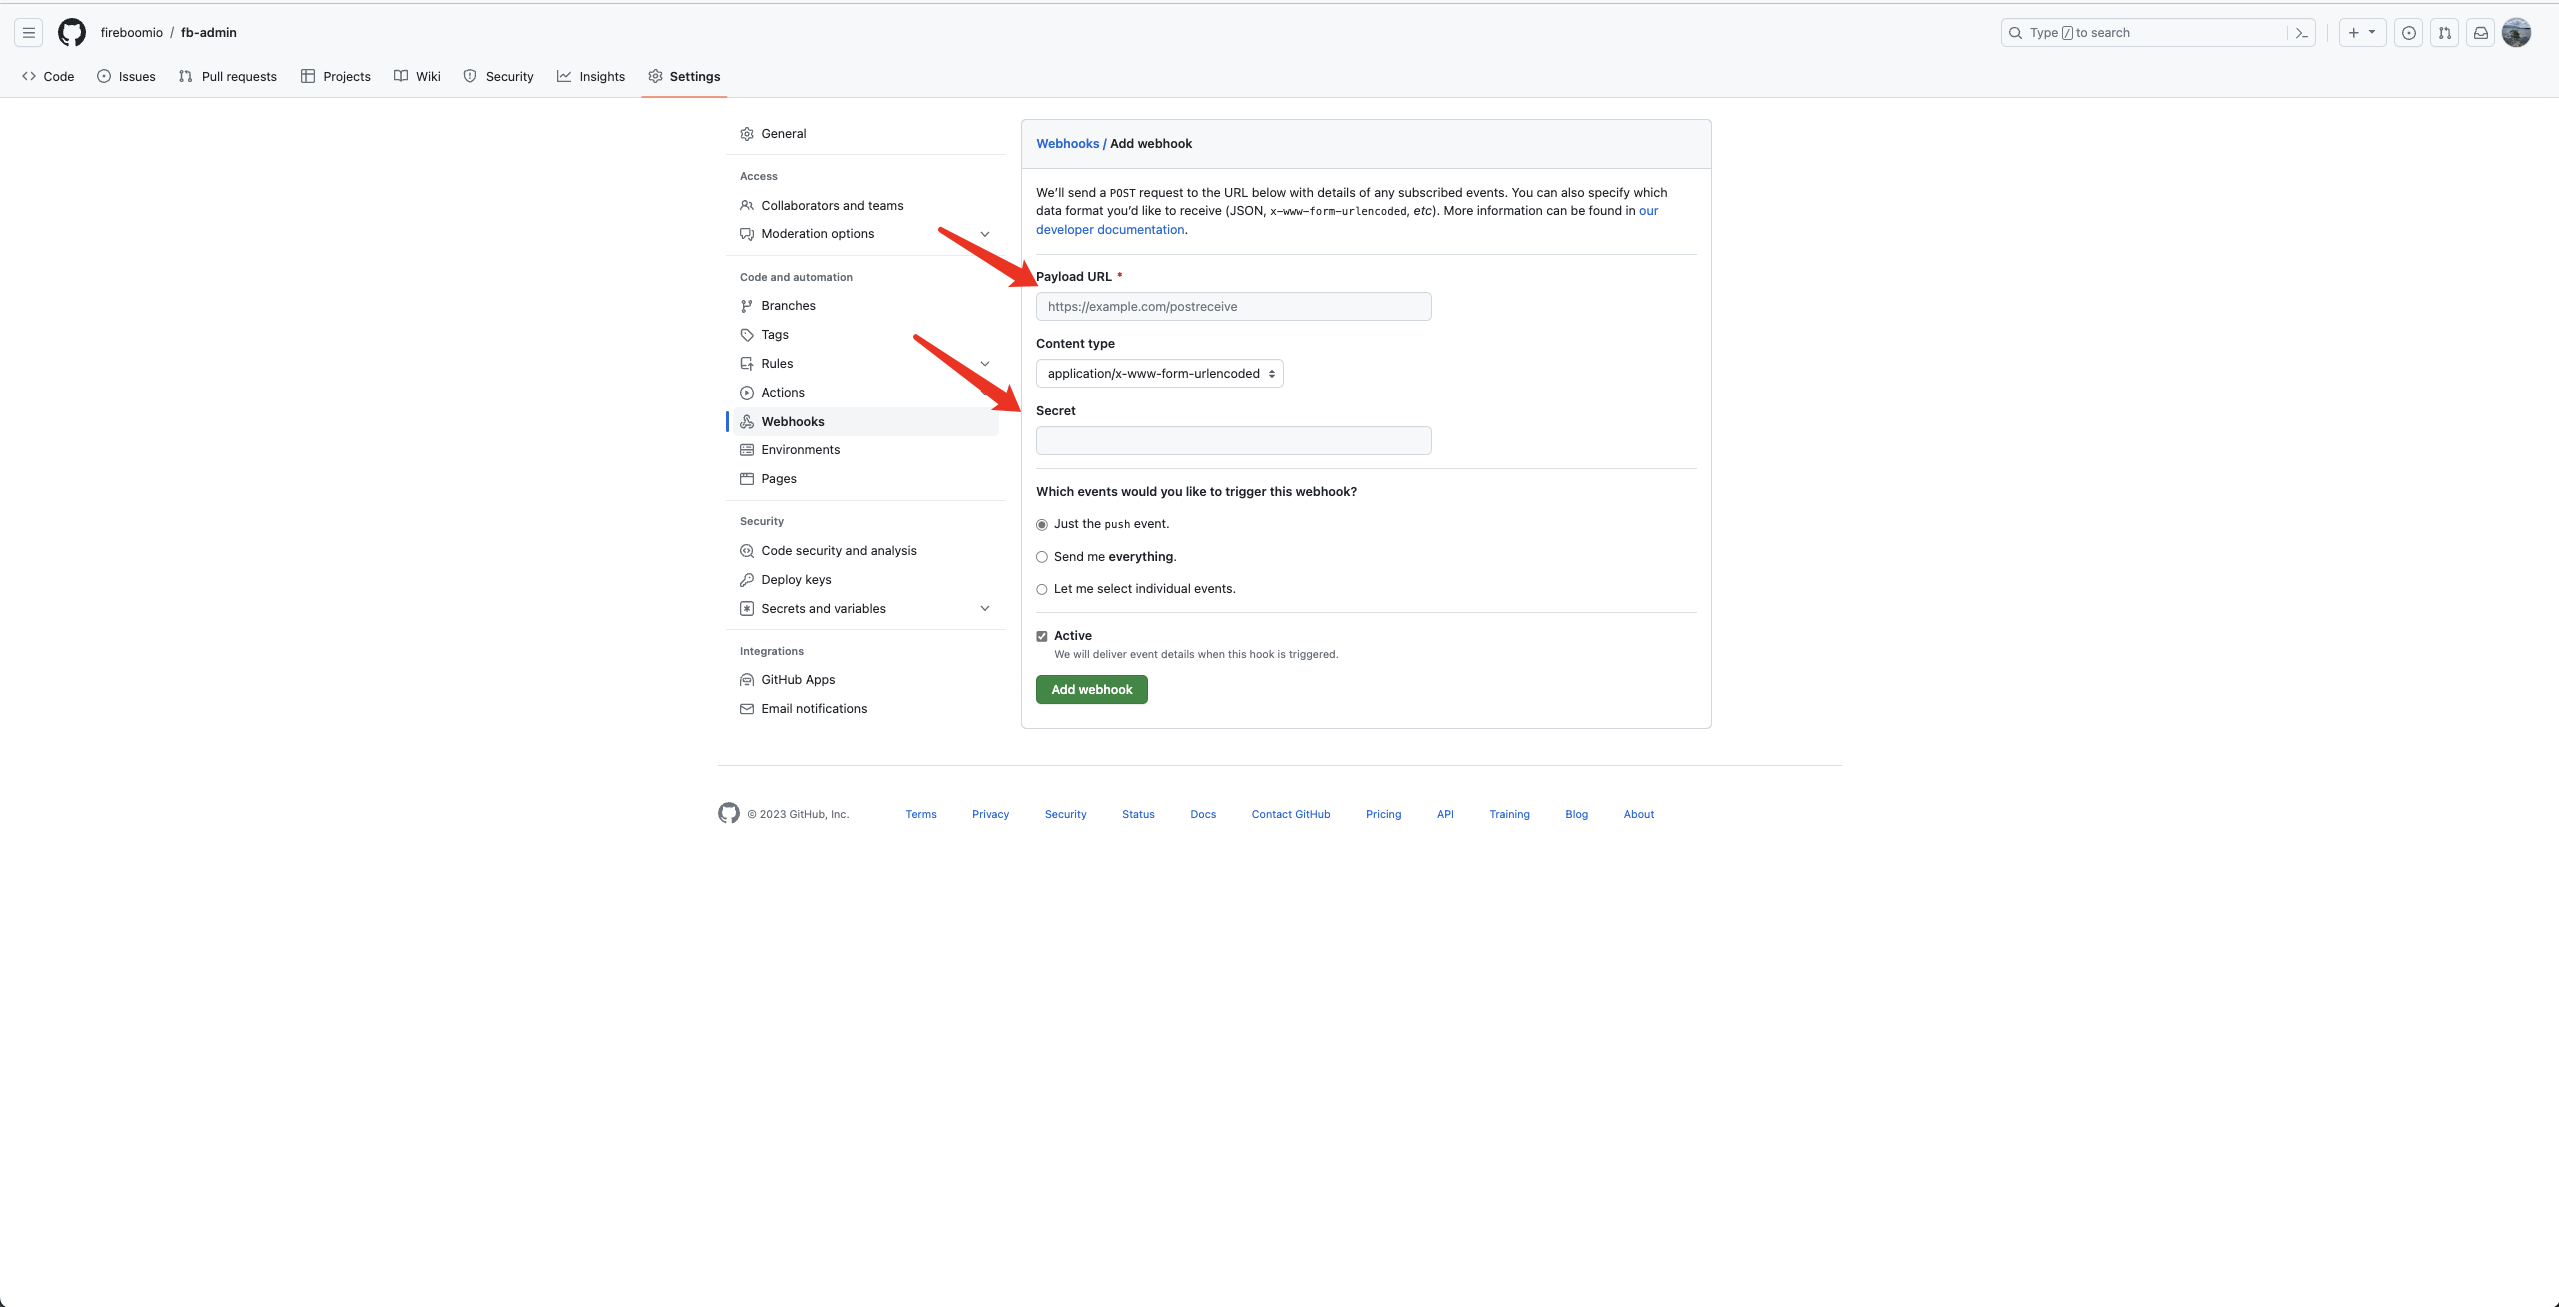 fireboomio / fb-admin
Type / to search
Code
Issues
Pull requests
Projects
Wiki
Security
Insights
Settings
General
Access
Collaborators and teams
Moderation options
Code and automation
Branches
Tags
Rules
Actions
Webhooks
Environments
Pages
Security
Code security and analysis
Deploy keys
Secrets and variables
Integrations
GitHub Apps
Email notifications
Webhooks / Add webhook
We'll send a POST request to the URL below with details of any subscribed events. You can also specify which
data format you'd like to receive (JSON, x-www-form-urlencoded, etc). More information can be found in our
developer documentation.
Payload URL *
https://example.com/postreceive
Content type
application/x-www-form-urlencoded
Secret
Which events would you like to trigger this webhook?
Just the push event.
Send me everything.
Let me select individual events.
Active
We will deliver event details when this hook is triggered.
Add webhook
© 2023 GitHub, Inc.
Terms
Privacy
Security
Status
Docs
Contact GitHub
Pricing
API
Training
Blog
About